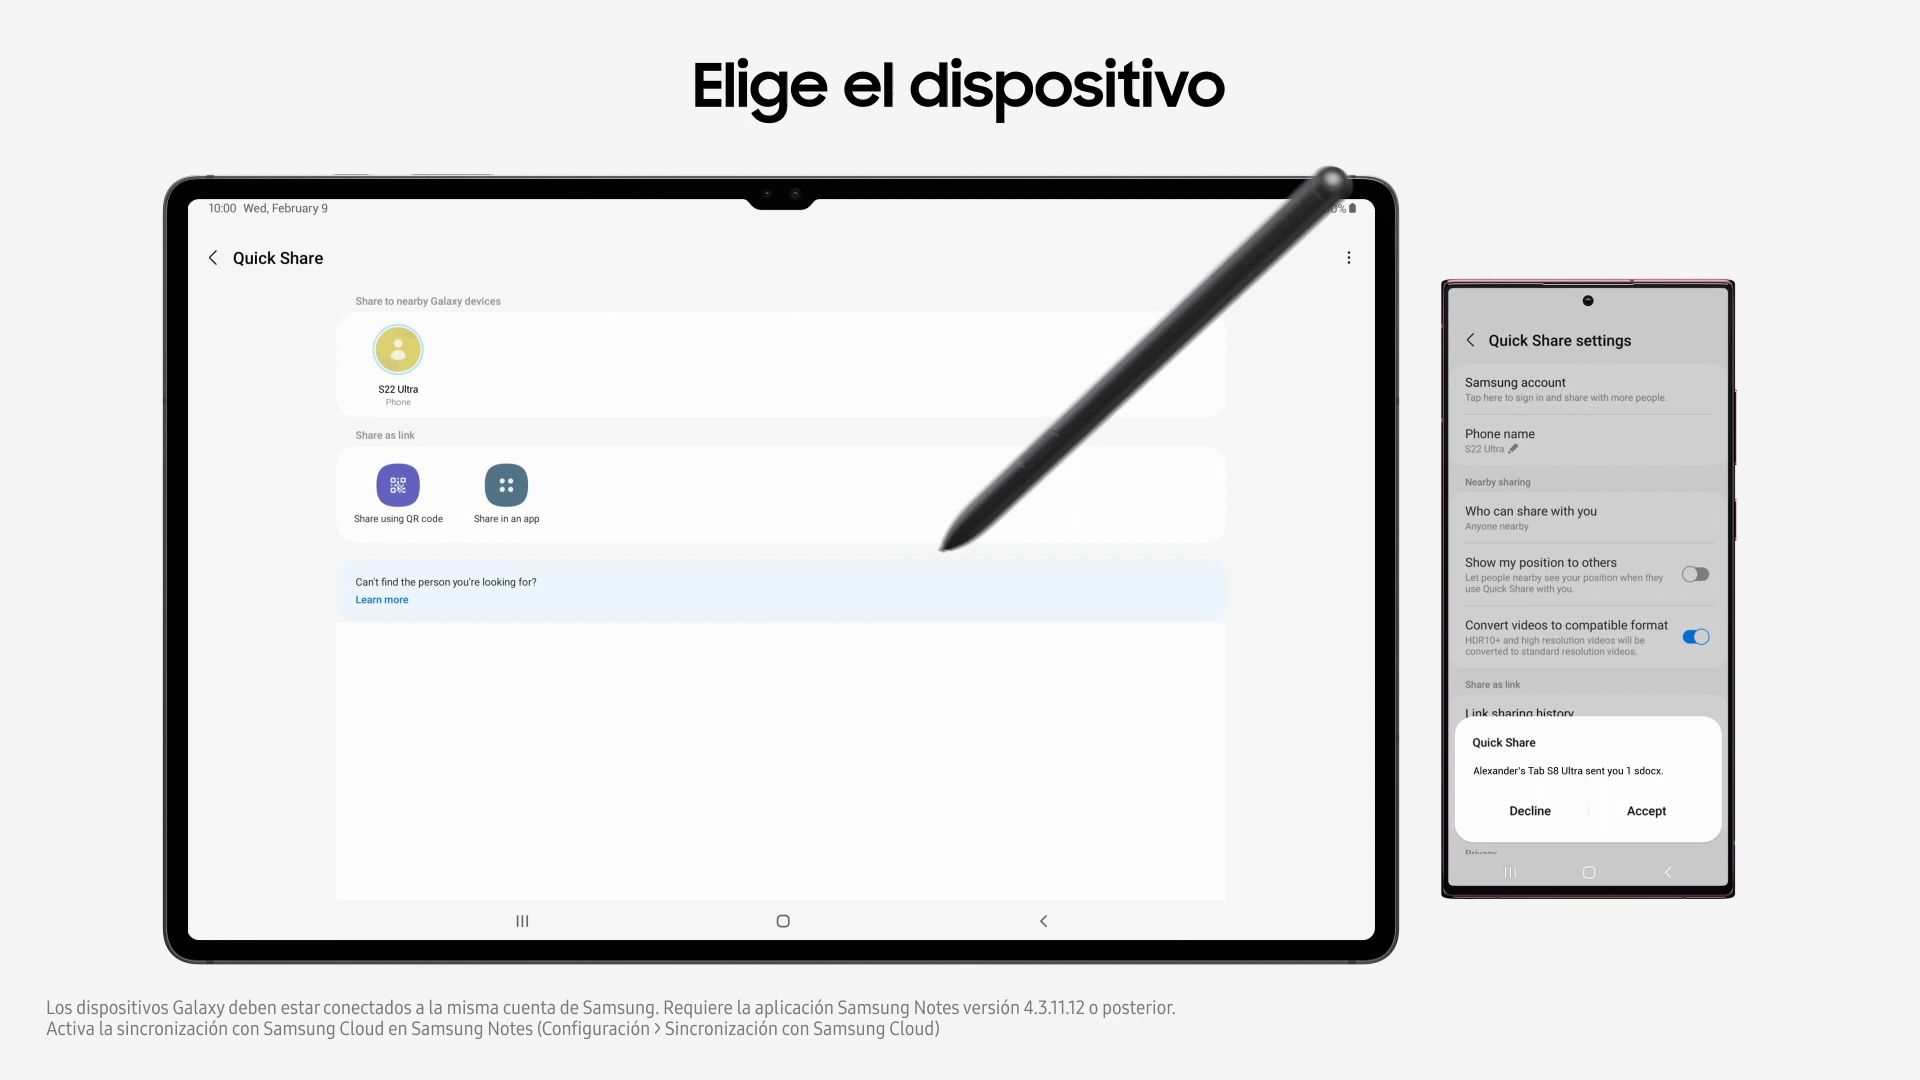 Elige el dispositivo
10:00 Wed, February 9
0%
Quick Share
Share to nearby Galaxy devices
S22 Ultra
Phone
Share as link
Share using QR code
Share in an app
Can't find the person you're looking for?
Learn more
Quick Share settings
Samsung account
Tap here to sign in and share with more people.
Phone name
S22 Ultra
Nearby sharing
Who can share with you
Anyone nearby
Show my position to others
Let people nearby see your position when they
use Quick Share with you.
Convert videos to compatible format
HDR10+ and high resolution videos will be
converted to standard resolution videos.
Share as link
Link sharing history
Quick Share
Alexander's Tab S8 Ultra sent you 1 sdocx.
Decline
Accept
Privacy
Los dispositivos Galaxy deben estar conectados a la misma cuenta de Samsung. Requiere la aplicación Samsung Notes versión 4.3.11.12 o posterior.
Activa la sincronización con Samsung Cloud en Samsung Notes (Configuración > Sincronización con Samsung Cloud)